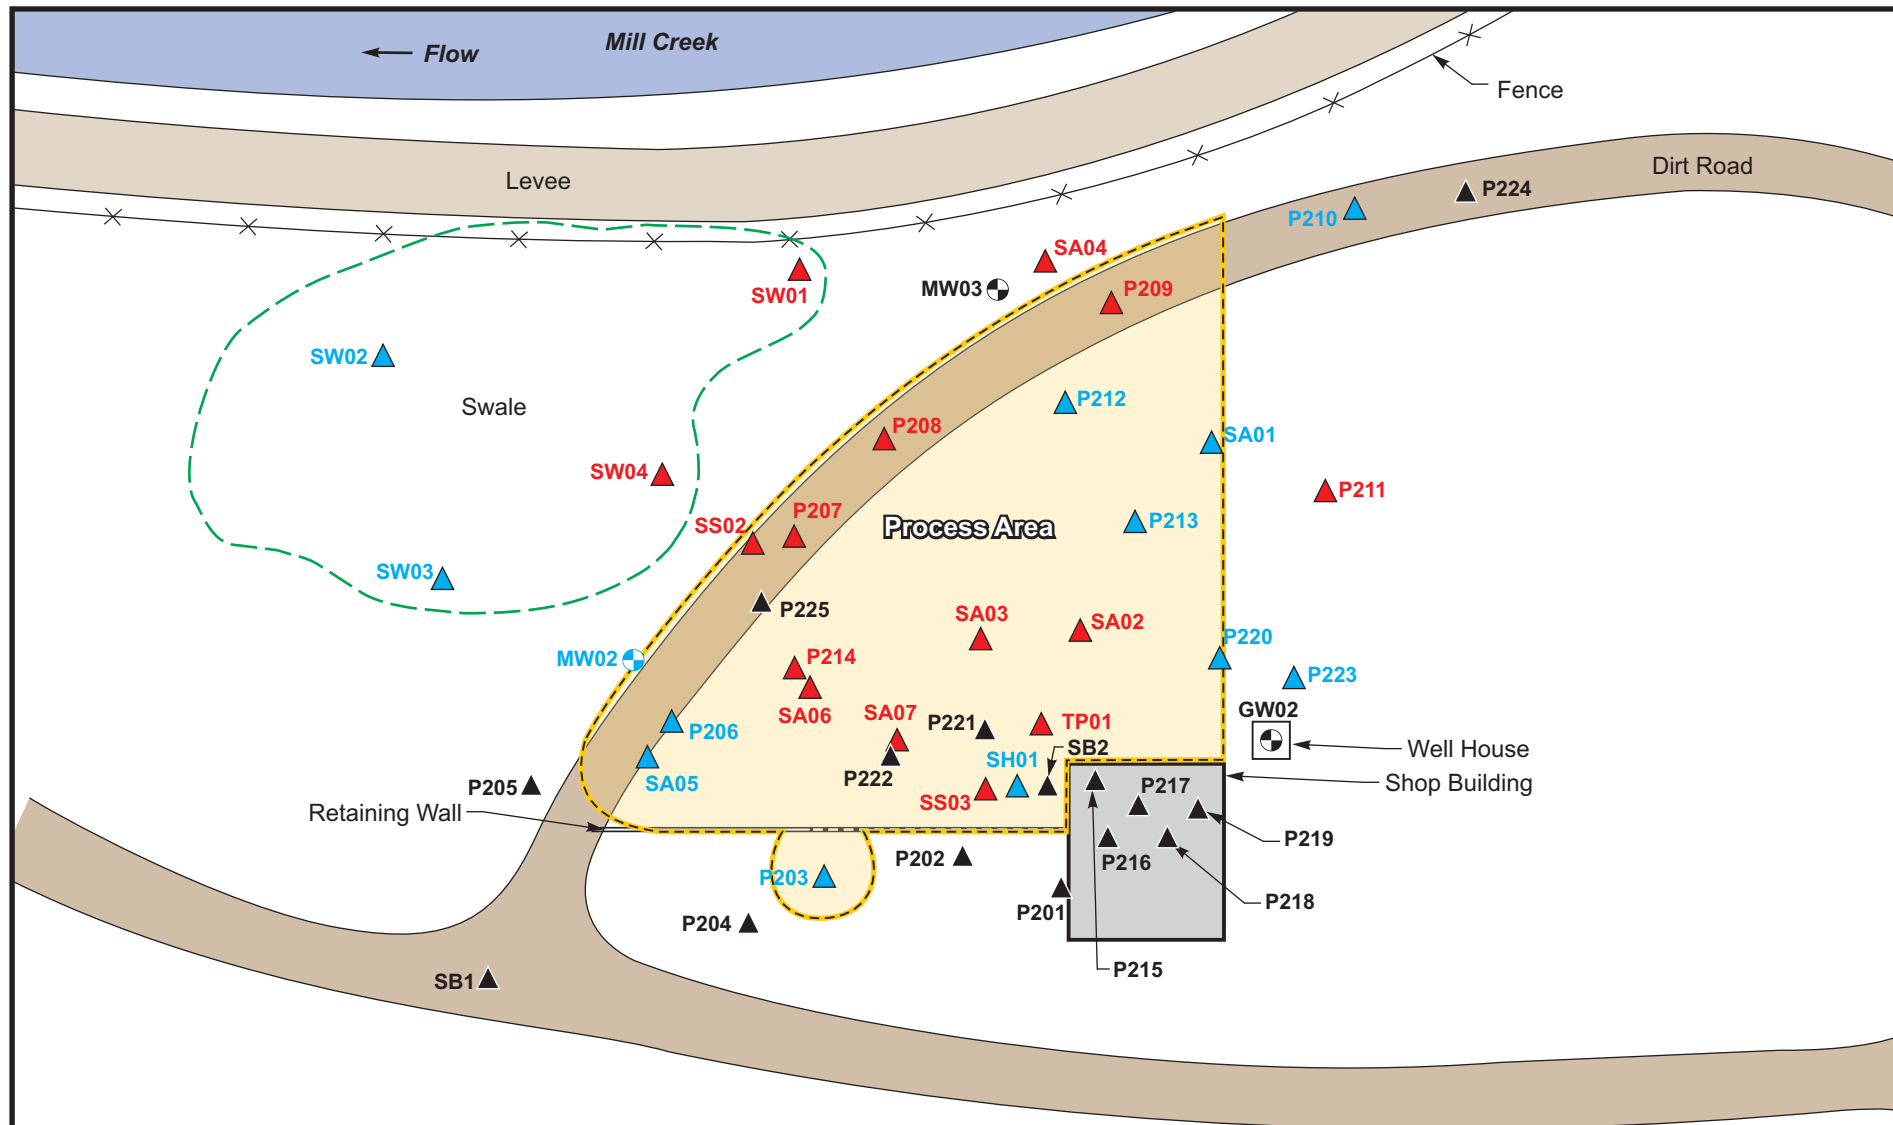 Mill Creek
Flow
Fence
Levee
Dirt Road
P224
P210
SA04
SW01
MW03
P209
SW02
P212
Swale
P208
SA01
SW04
P211
P207
SS02
Process Area
P213
SW03
P225
SA03
SA02
P220
MW02
P214
P223
GW02
SA06
SA07
P221
TP01
P206
SB2
Well House
P222
SH01
SA05
Shop Building
P205
P217
SS03
Retaining Wall
P219
P202
P216
P203
P218
P201
P204
P215
SB1